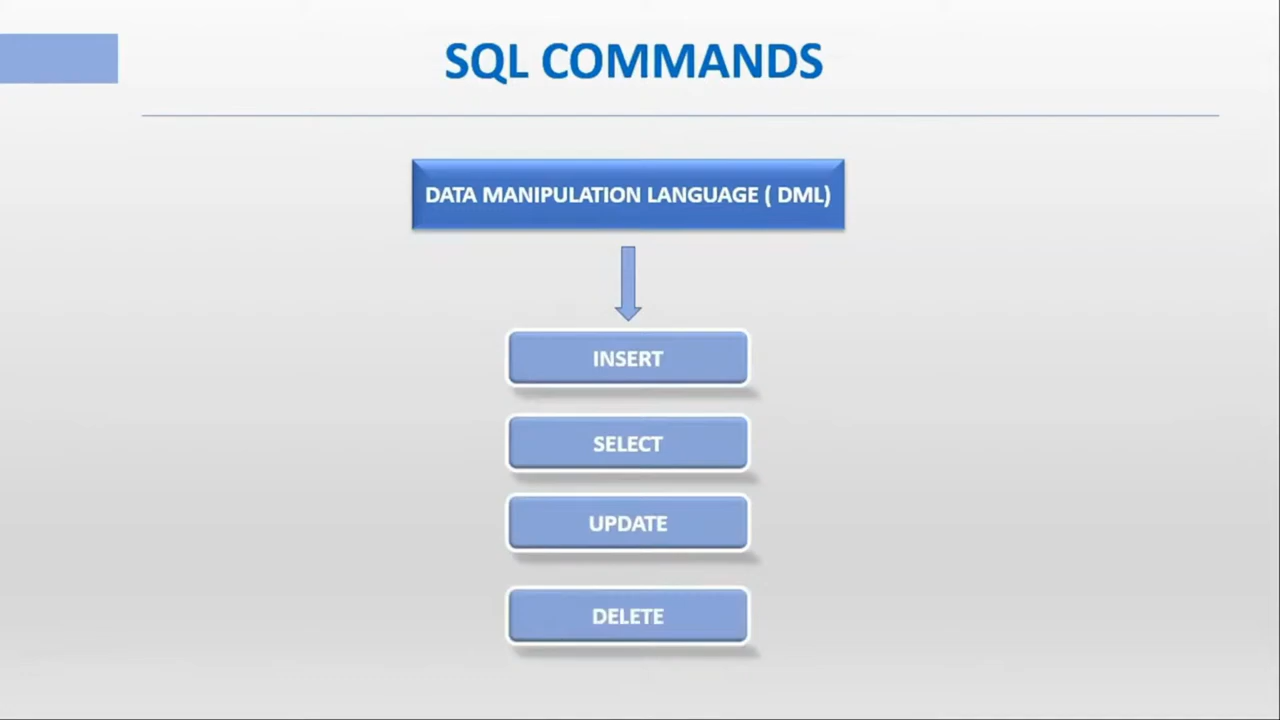 SQL COMMANDS
DATA MANIPULATION LANGUAGE ( DML)
INSERT
SELECT
UPDATE
DELETE